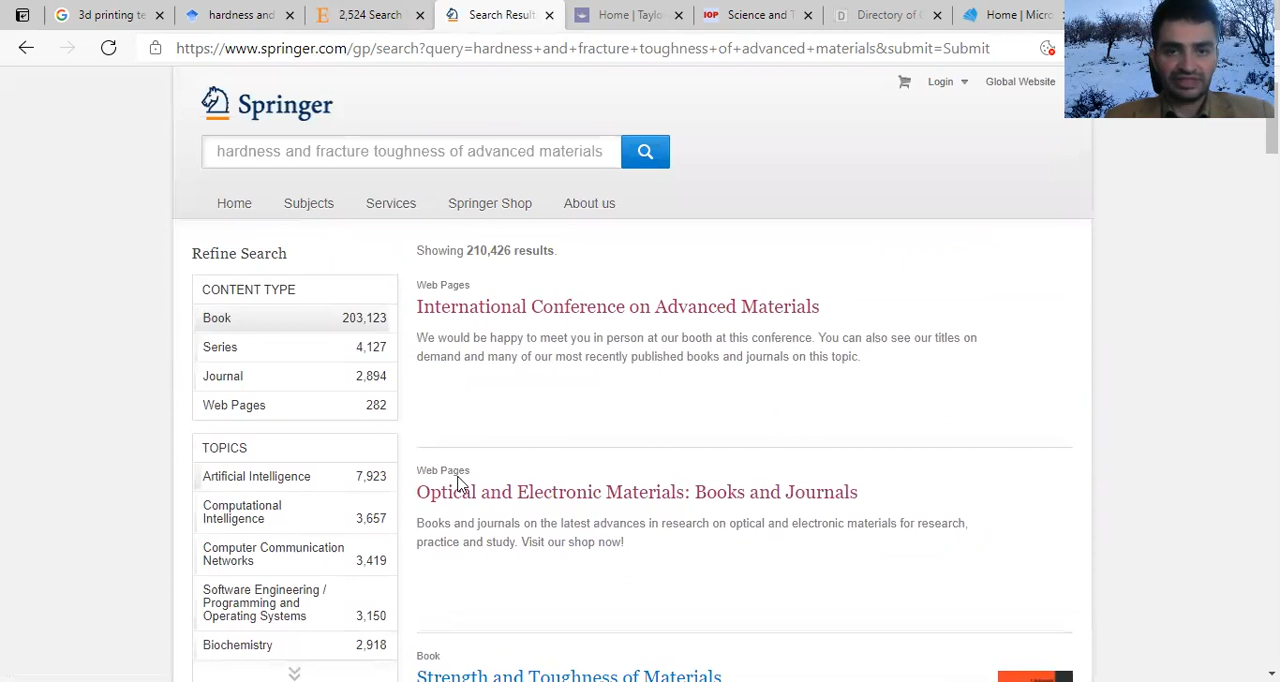 3d printing te
hardness and
2,524 Search
Search Result
Home | Taylo
IOP Science and T
Directory of
Home | Micro
https://www.springer.com/gp/search?query=hardness+and+fracture+toughness+of+advanced+materials&submit=Submit
Login
Global Website
Springer
hardness and fracture toughness of advanced materials
Home
Subjects
Services
Springer Shop
About us
Refine Search
CONTENT TYPE
Book 203,123
Series 4,127
Journal 2,894
Web Pages 282
TOPICS
Artificial Intelligence 7,923
Computational
Intelligence 3,657
Computer Communication
Networks 3,419
Software Engineering /
Programming and
Operating Systems 3,150
Biochemistry 2,918
Showing 210,426 results.
Web Pages
International Conference on Advanced Materials
We would be happy to meet you in person at our booth at this conference. You can also see our titles on
demand and many of our most recently published books and journals on this topic.
Web Pages
Optical and Electronic Materials: Books and Journals
Books and journals on the latest advances in research on optical and electronic materials for research,
practice and study. Visit our shop now!
Book
Strength and Toughness of Materials